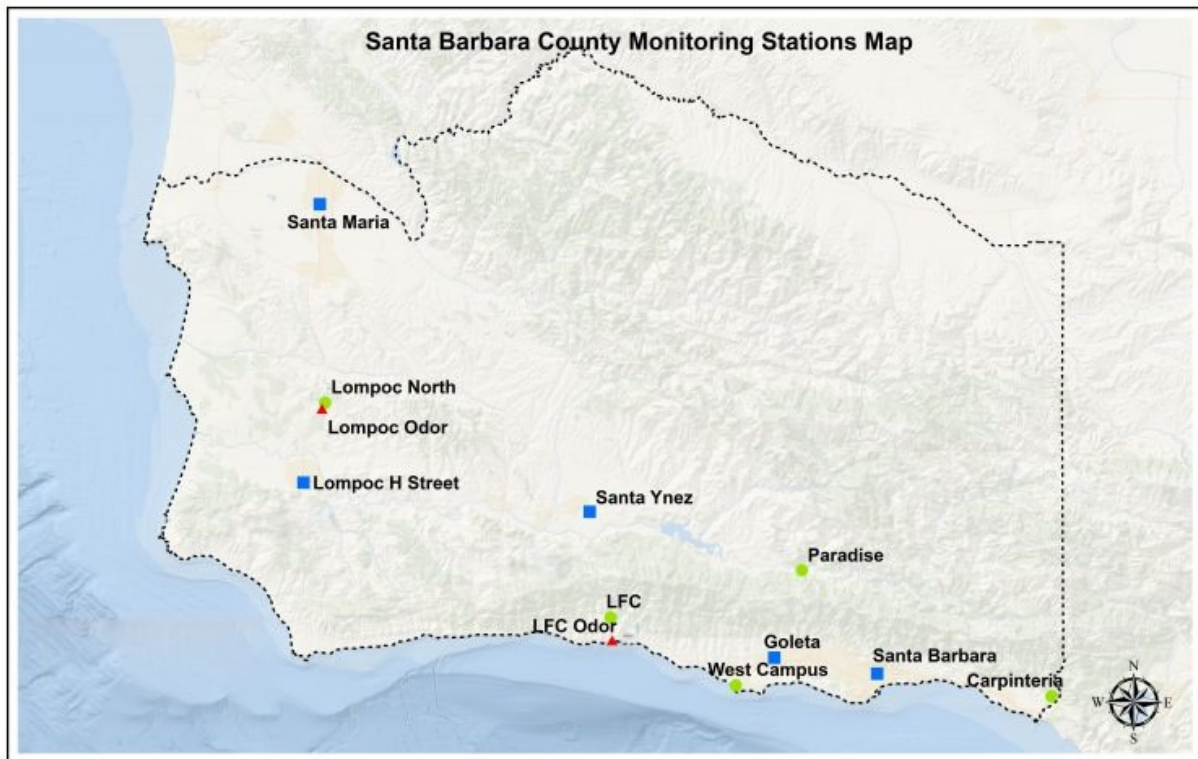 Santa Barbara County Monitoring Stations Map
Santa Maria
Lompoc North
Lompoc Odor
Lompoc H Street
Santa Ynez
Paradise
LFC
LFC Odor
Goleta
Santa Barbara
West Campus
Carpinteria
N
W
E
S